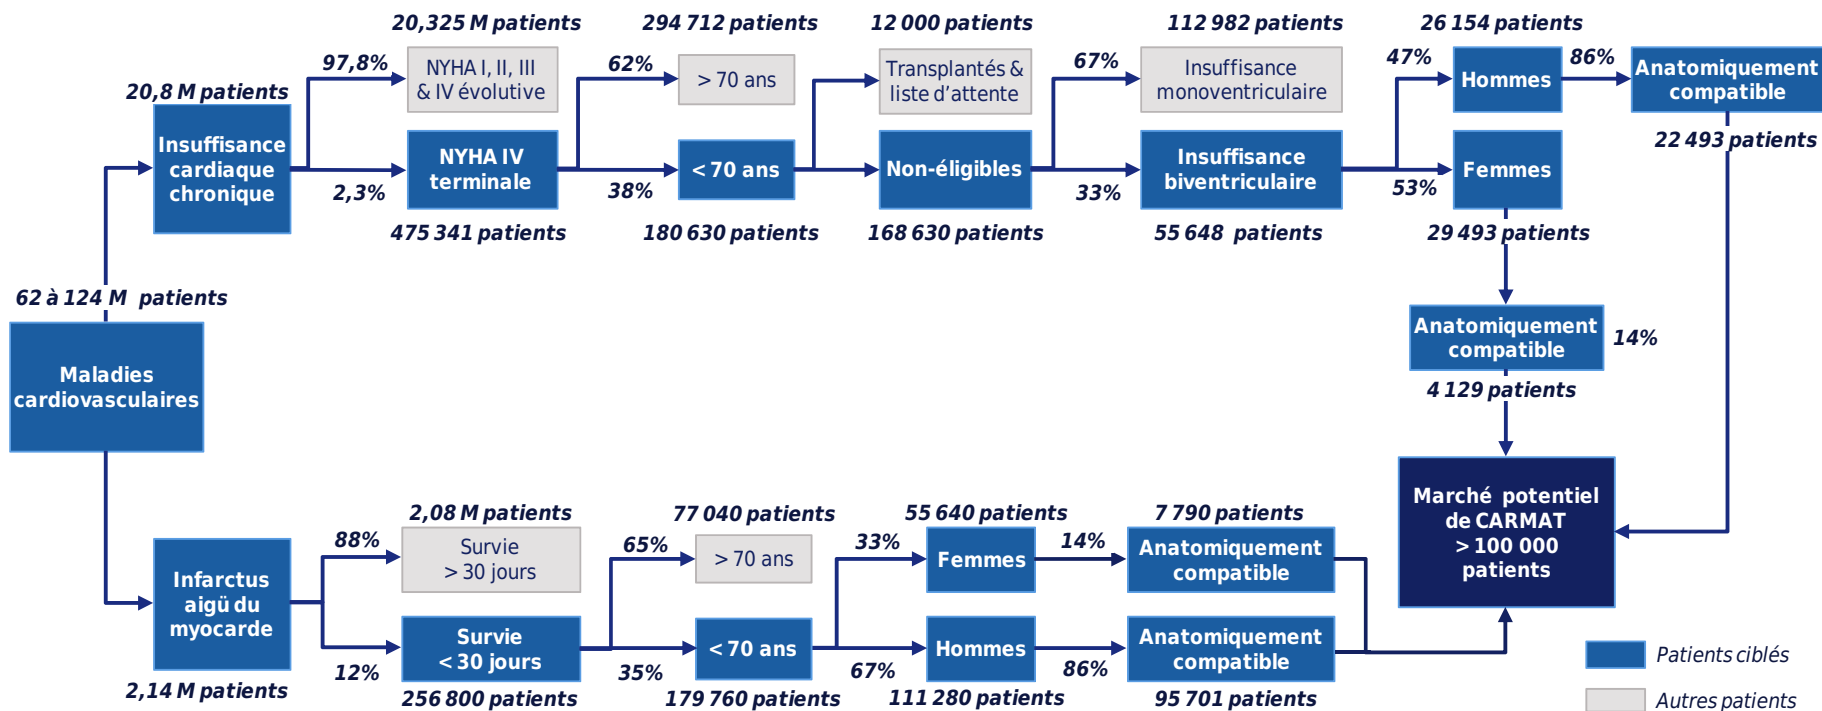 20,325 M patients
294 712 patients
12 000 patients
112 982 patients
26 154 patients
97,8%
NYHA I, II, III
& IV évolutive
62%
> 70 ans
Transplantés &
liste d'attente
67%
Insuffisance
monoventriculaire
47%
Hommes
86%
Anatomiquement
compatible
20,8 M patients
Insuffisance
cardiaque
chronique
2,3%
NYHA IV
terminale
38%
< 70 ans
Non-éligibles
33%
Insuffisance
biventriculaire
53%
Femmes
22 493 patients
475 341 patients
180 630 patients
168 630 patients
55 648 patients
29 493 patients
62 à 124 M patients
Maladies
cardiovasculaires
Anatomiquement
compatible
14%
4 129 patients
Marché potentiel
de CARMAT
> 100 000
patients
2,08 M patients
77 040 patients
55 640 patients
7 790 patients
88%
Survie
> 30 jours
65%
> 70 ans
33%
Femmes
14%
Anatomiquement
compatible
Infarctus
aigü du
myocarde
2,14 M patients
12%
Survie
< 30 jours
35%
< 70 ans
67%
Hommes
86%
Anatomiquement
compatible
256 800 patients
179 760 patients
111 280 patients
95 701 patients
Patients ciblés
Autres patients